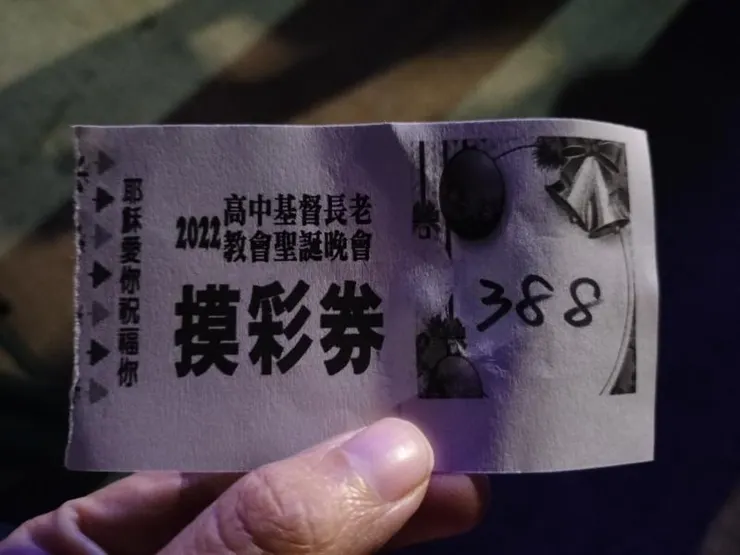 耶穌愛你祝福你
2022 高中基督長老
教會聖誕晚會
摸彩券
388